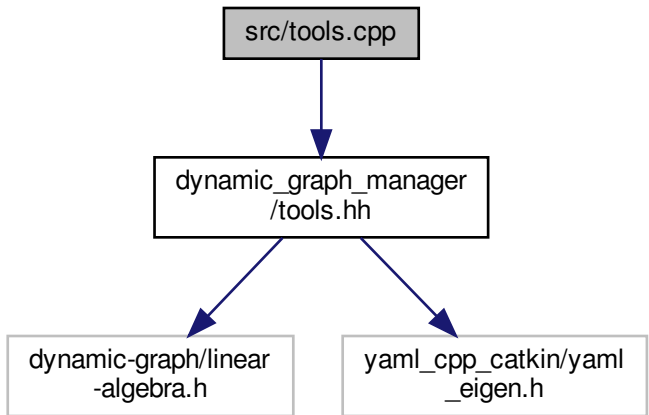 src/tools.cpp
dynamic_graph_manager
/tools.hh
dynamic-graph/linear
-algebra.h
yaml_cpp_catkin/yaml
_eigen.h